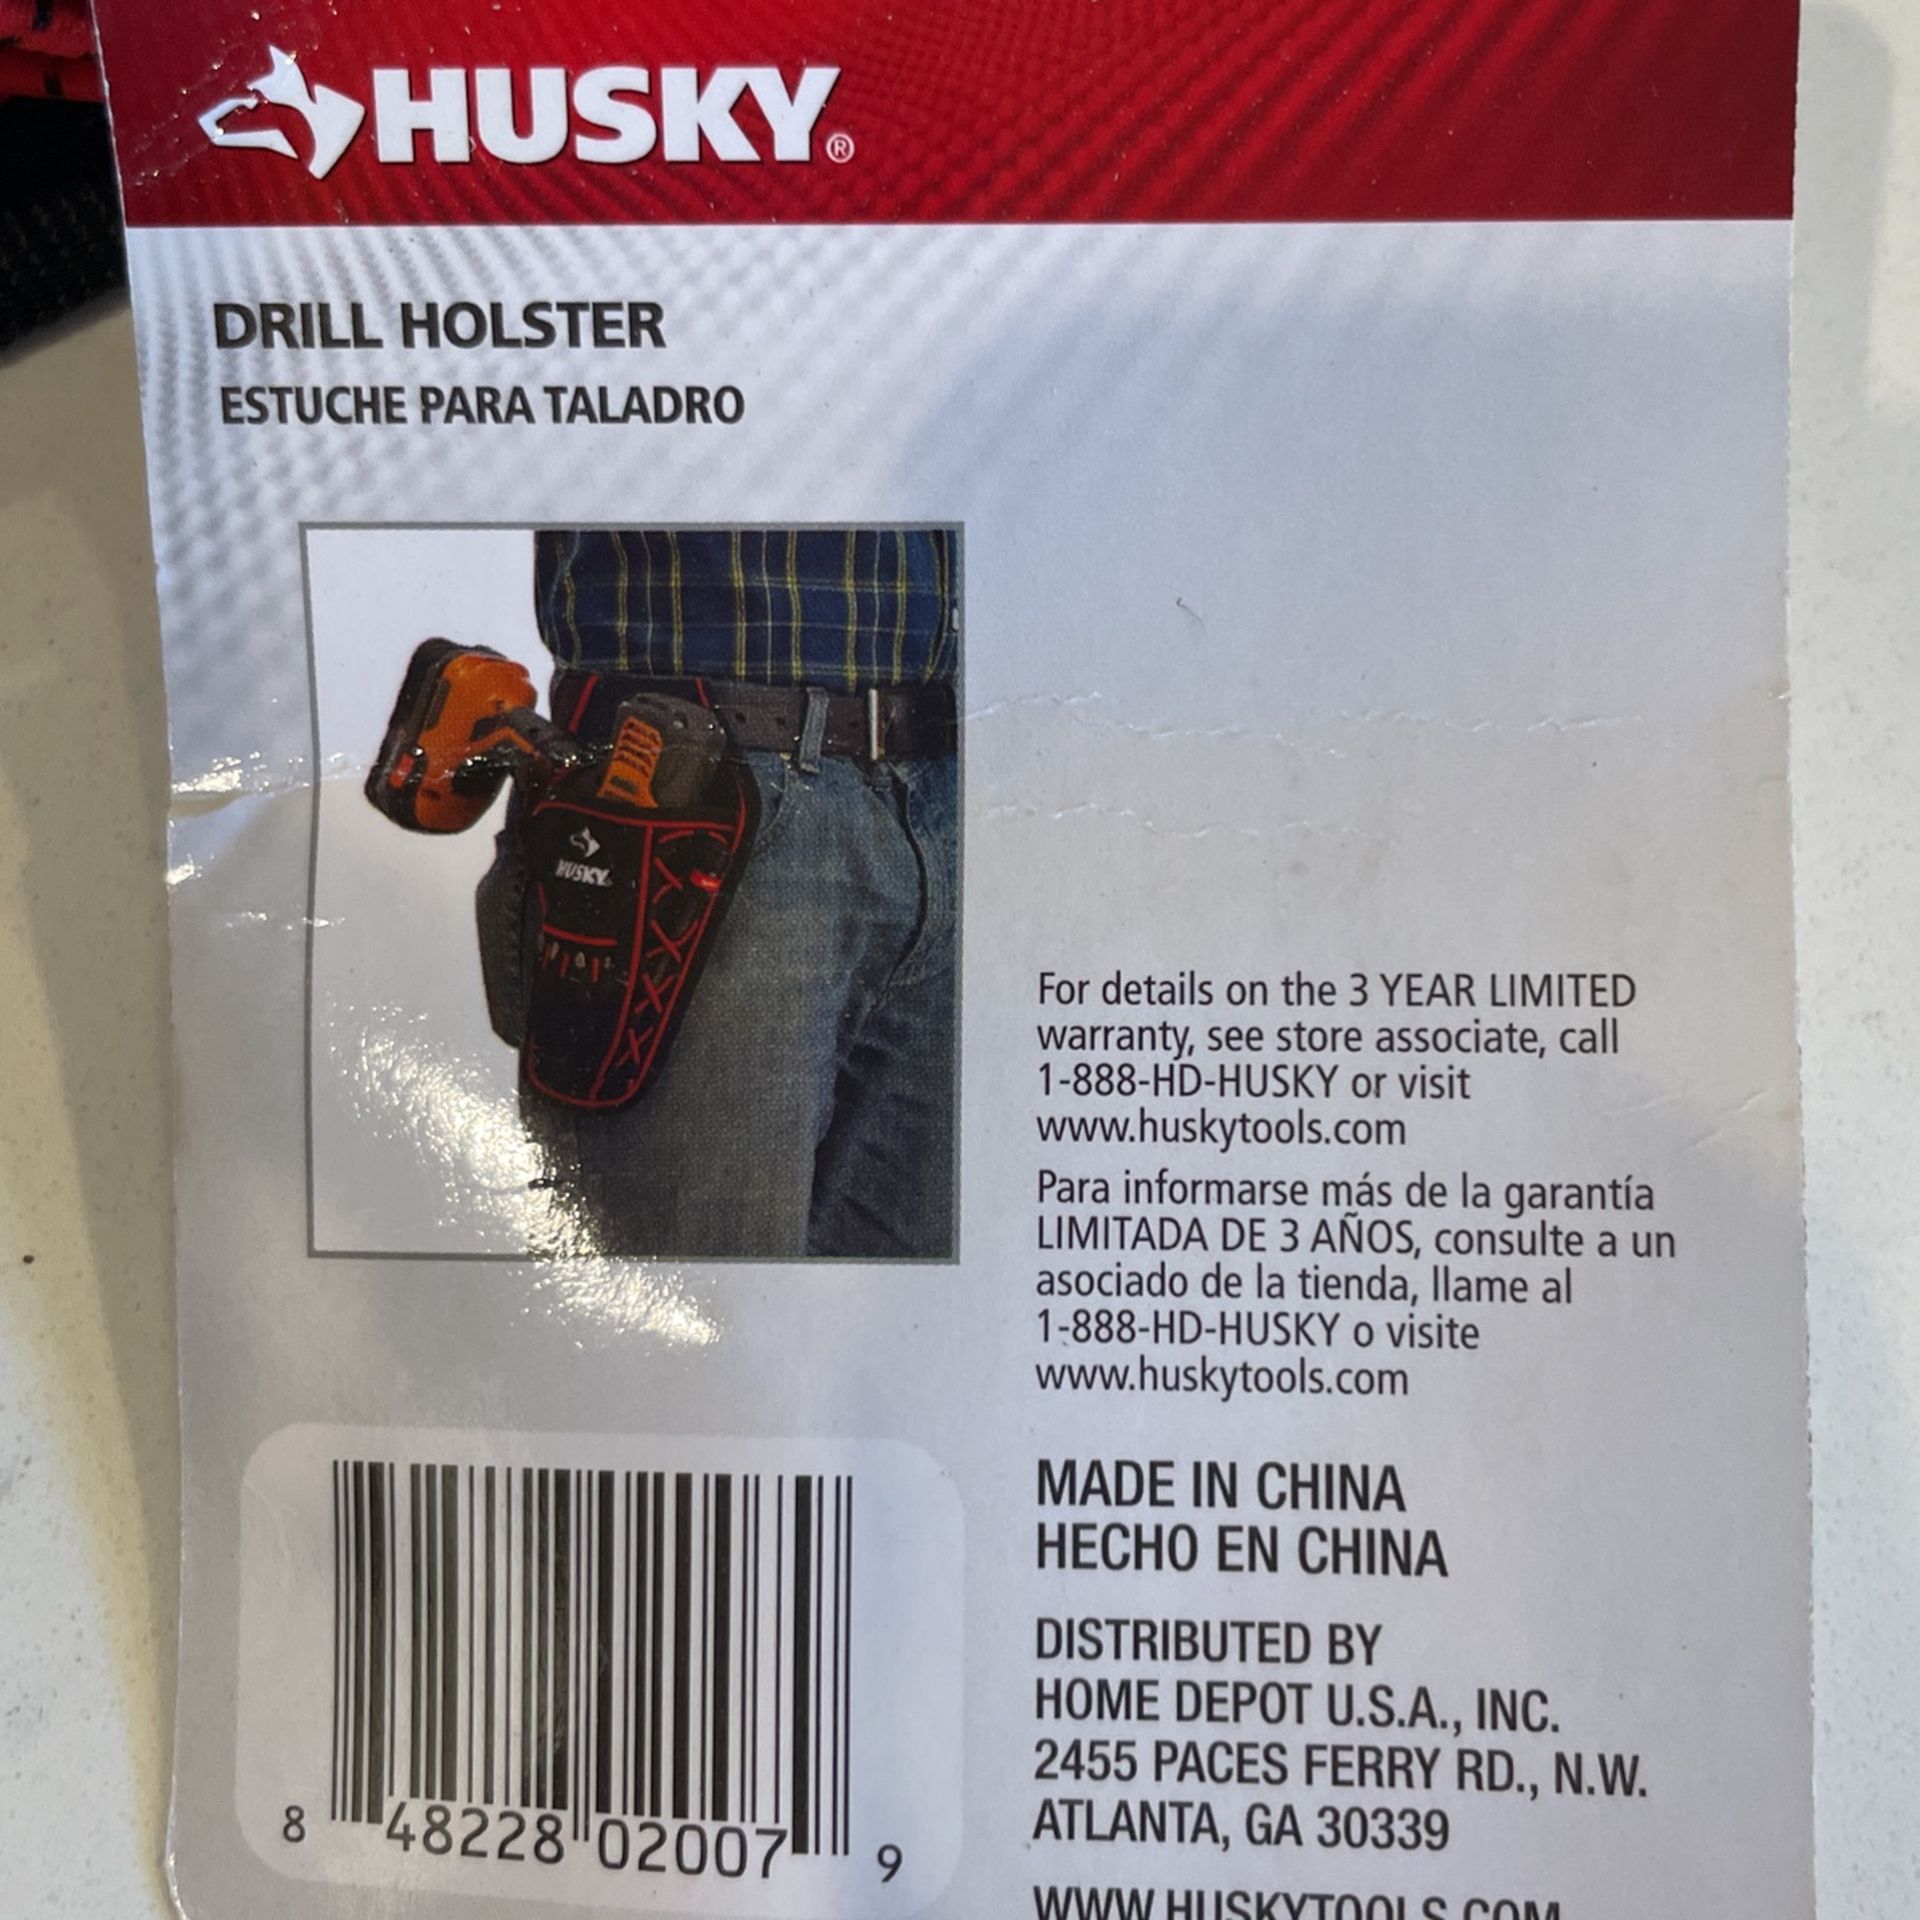 HUSKY®
DRILL HOLSTER
ESTUCHE PARA TALADRO
HUSKY
For details on the 3 YEAR LIMITED
warranty, see store associate, call
1-888-HD-HUSKY or visit
www.huskytools.com
Para informarse más de la garantía
LIMITADA DE 3 AÑOS, consulte a un
asociado de la tienda, llame al
1-888-HD-HUSKY o visite
www.huskytools.com
MADE IN CHINA
HECHO EN CHINA
DISTRIBUTED BY
HOME DEPOT U.S.A., INC.
2455 PACES FERRY RD., N.W.
ATLANTA, GA 30339
WWW.HUSKYTOOLS.COM
8 48228 02007 9